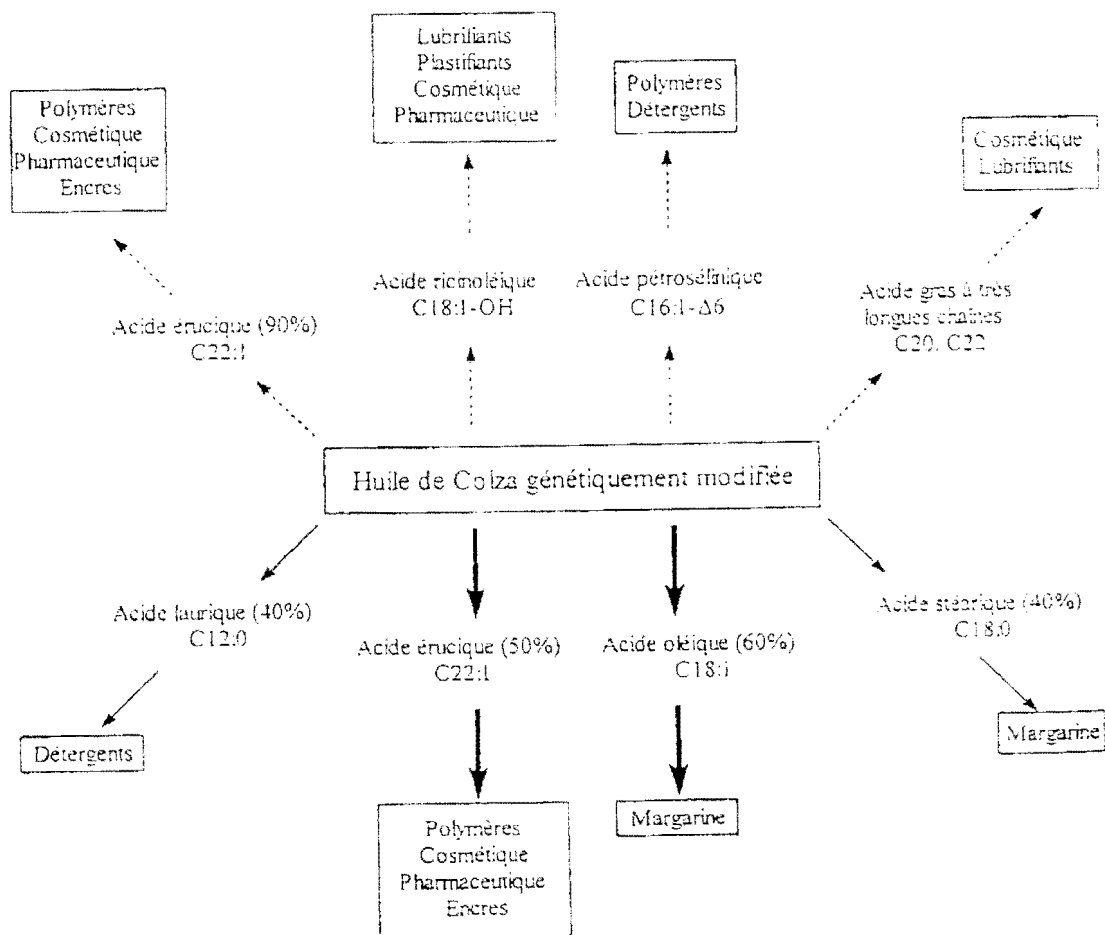 Lubrifiants
Plastifiants
Cosmétique
Pharmaceutique
Polymères
Détergents
Polymères
Cosmétique
Pharmaceutique
Encres
Cosmétique
Lubrifiants
Acide ricinoléique
C18:1-OH
Acide pétrosélinique
C16:1-Δ6
Acide gras à très
longues chaînes
C20, C22
Acide érucique (90%)
C22:1
Huile de Colza génétiquement modifiée
Acide laurique (40%)
C12:0
Acide érucique (50%)
C22:1
Acide oléique (60%)
C18:1
Acide stéarique (40%)
C18:0
Détergents
Margarine
Polymères
Cosmétique
Pharmaceutique
Encres
Margarine